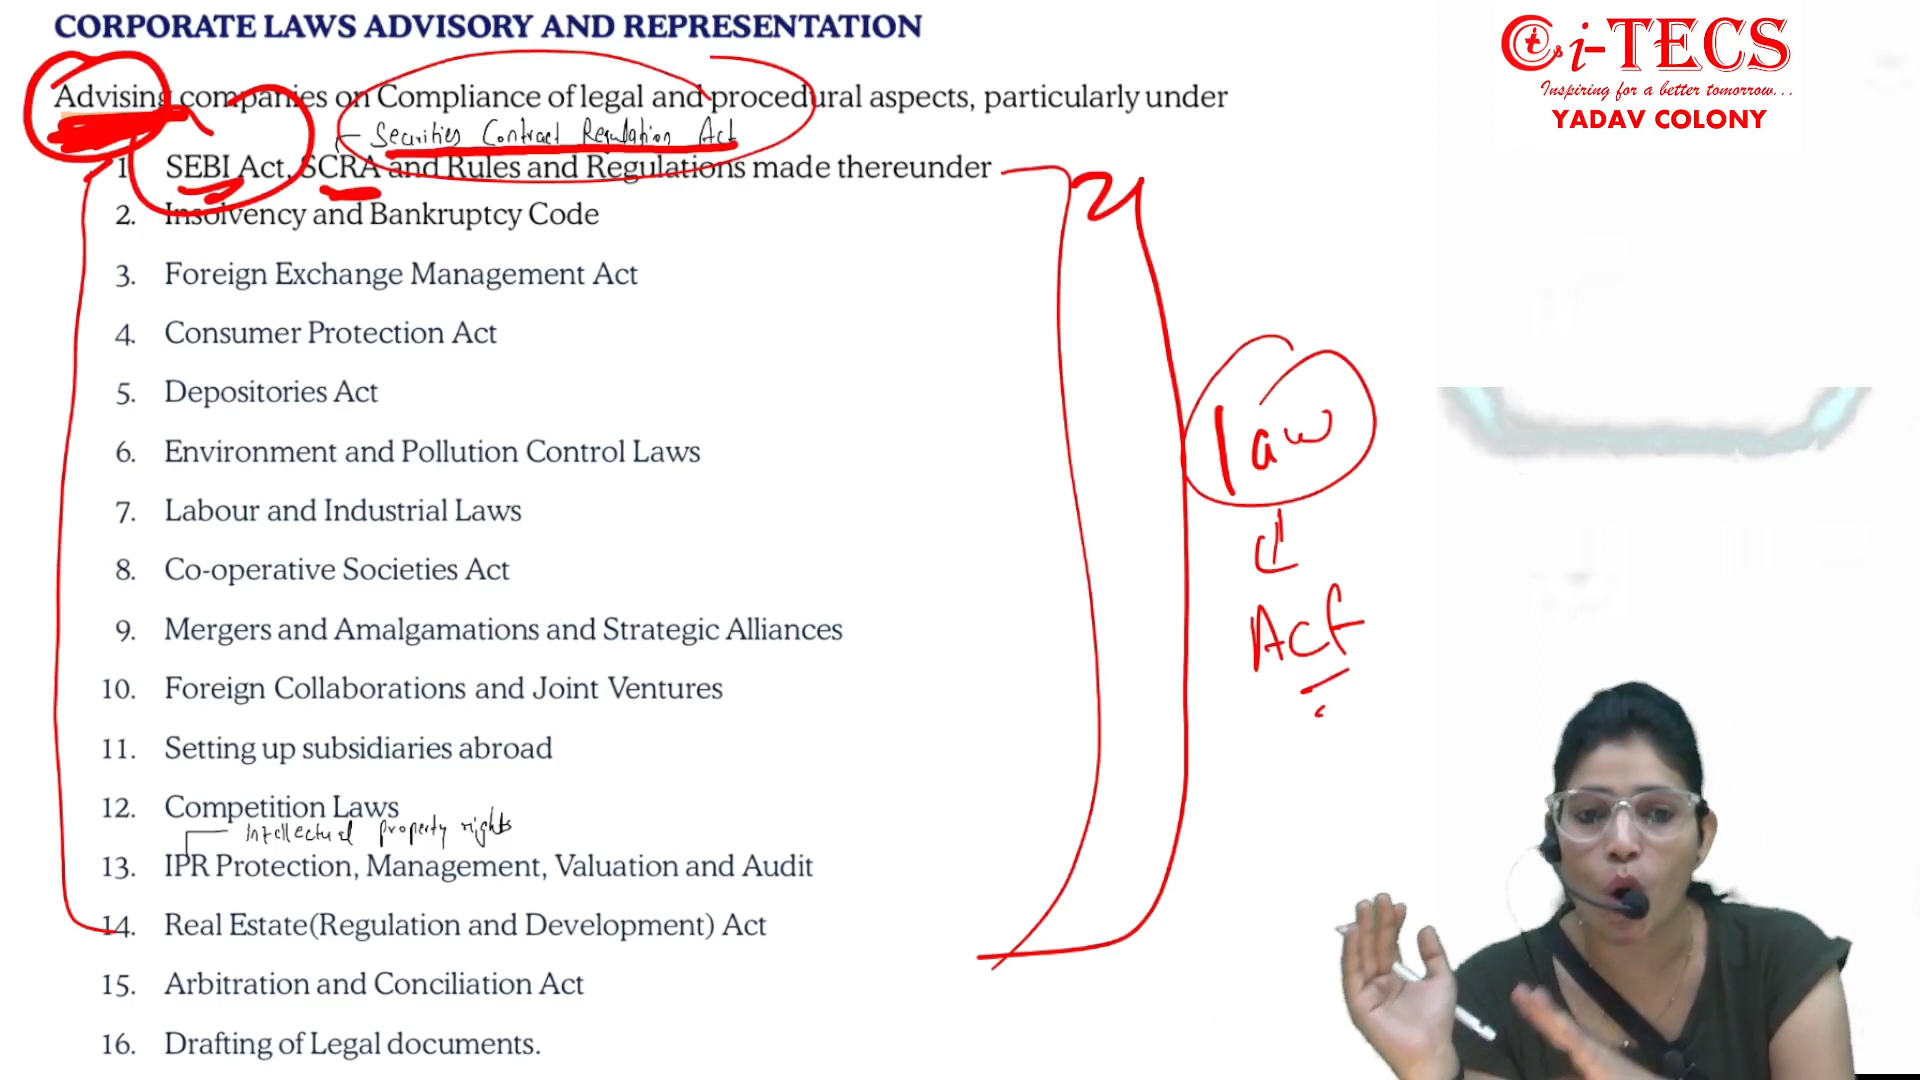 CORPORATE LAWS ADVISORY AND REPRESENTATION
i-TECS
Inspiring for a better tomorrow...
YADAV COLONY
Advising companies on Compliance of legal and procedural aspects, particularly under
Securities Contract Regulation Act
1. SEBI Act, SCRA and Rules and Regulations made thereunder
2. Insolvency and Bankruptcy Code
3. Foreign Exchange Management Act
4. Consumer Protection Act
5. Depositories Act
6. Environment and Pollution Control Laws
7. Labour and Industrial Laws
8. Co-operative Societies Act
9. Mergers and Amalgamations and Strategic Alliances
10. Foreign Collaborations and Joint Ventures
11. Setting up subsidiaries abroad
12. Competition Laws
Intellectual property rights
13. IPR Protection, Management, Valuation and Audit
14. Real Estate(Regulation and Development) Act
15. Arbitration and Conciliation Act
16. Drafting of Legal documents.
law
Act